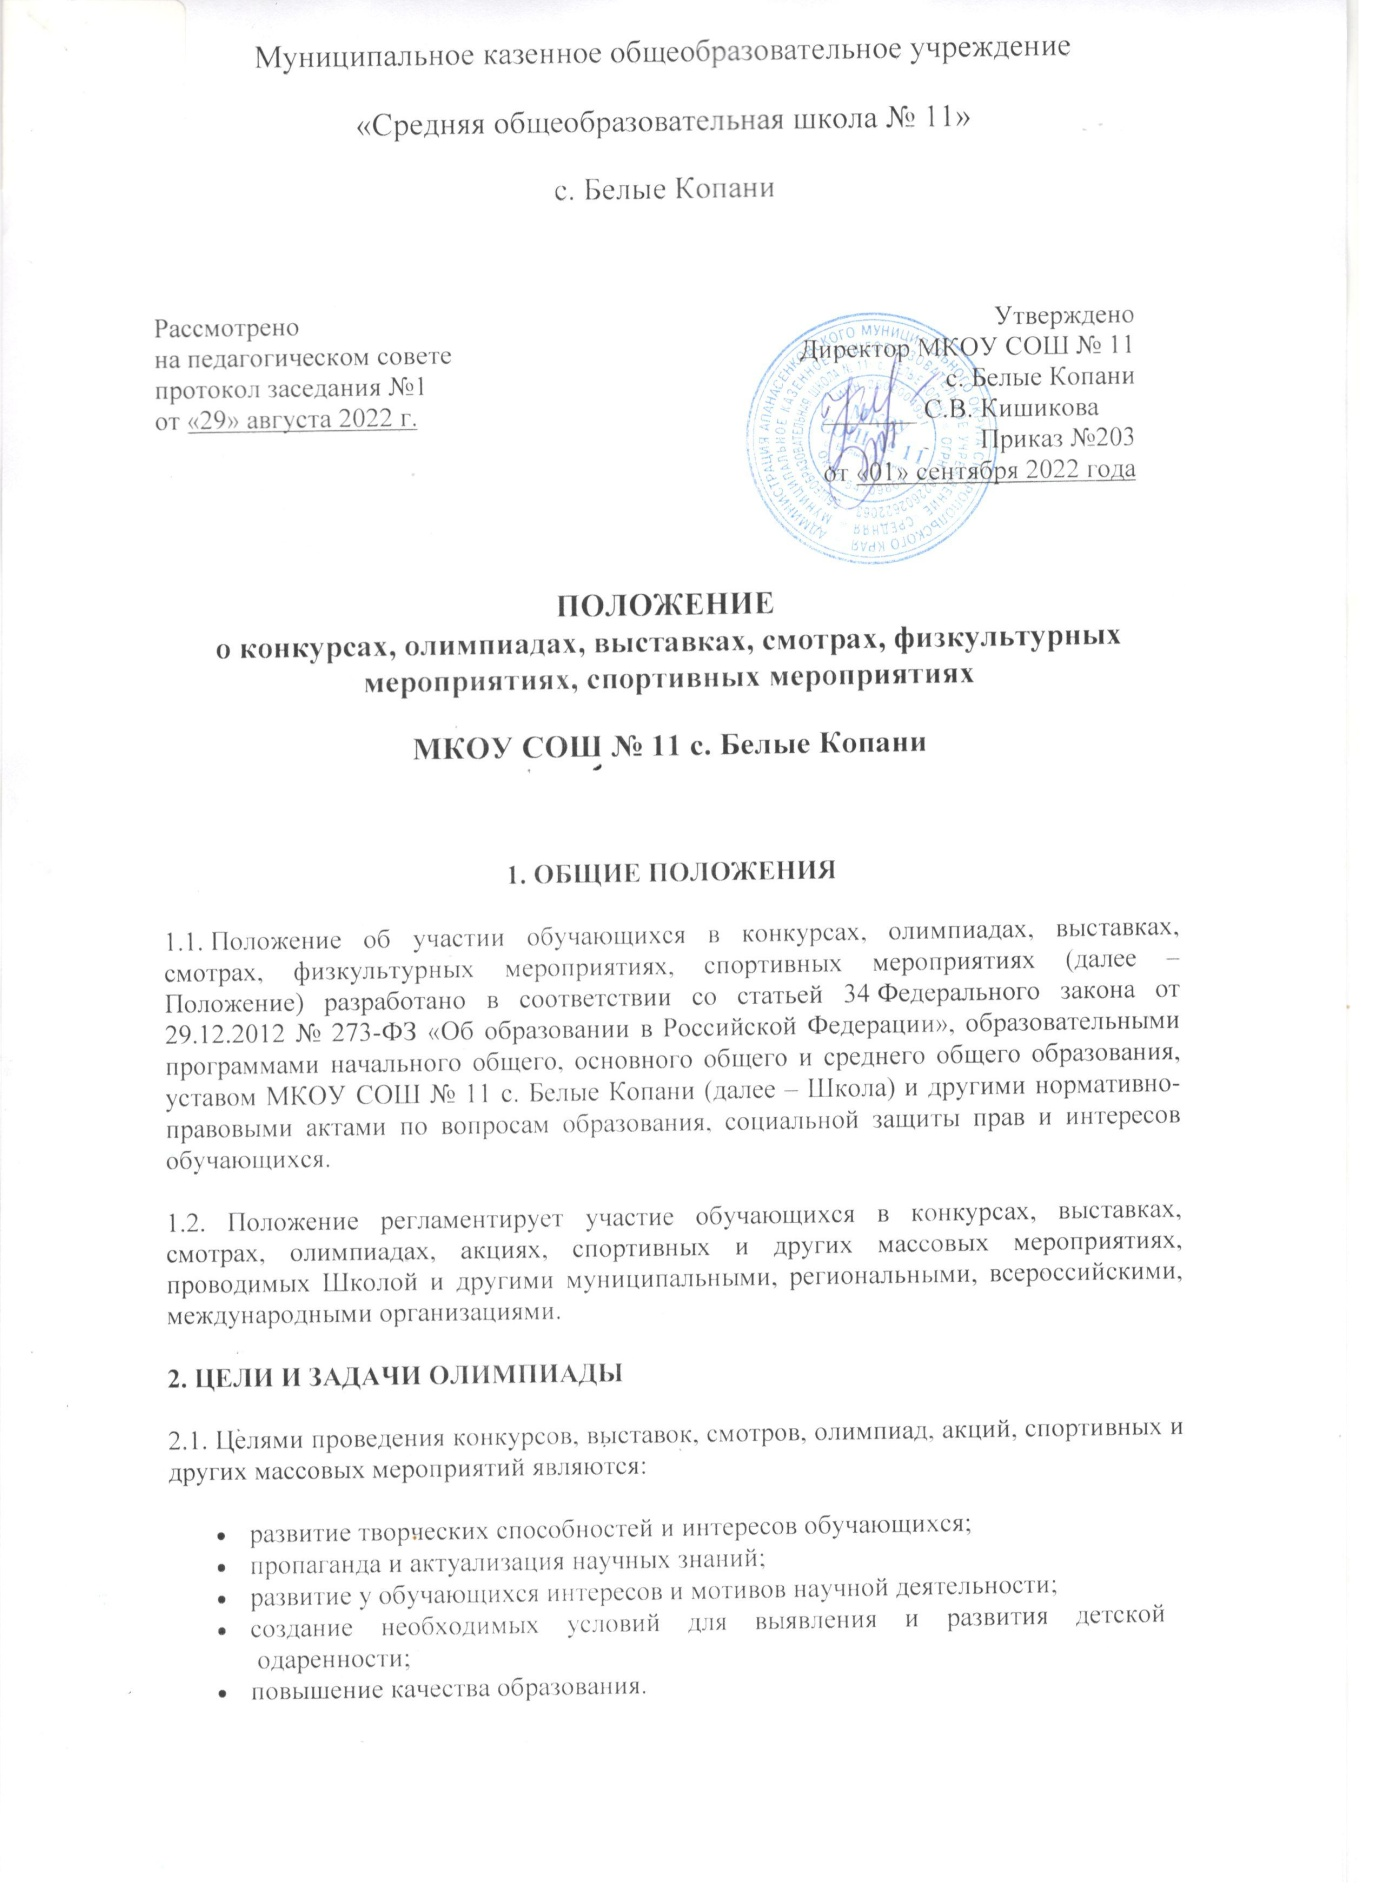 Муниципальное казенное общеобразовательное учреждение
«Средняя общеобразовательная школа № 11»
с. Белые Копани
Рассмотрено
на педагогическом совете
протокол заседания №1
от «29» августа 2022 г.
Утверждено
Директор МКОУ СОШ № 11
с. Белые Копани
С.В. Кишикова
Приказ №203
от «01» сентября 2022 года
ПОЛОЖЕНИЕ
о конкурсах, олимпиадах, выставках, смотрах, физкультурных
мероприятиях, спортивных мероприятиях
МКОУ СОШ № 11 с. Белые Копани
1. ОБЩИЕ ПОЛОЖЕНИЯ
1.1. Положение об участии обучающихся в конкурсах, олимпиадах, выставках,
смотрах, физкультурных мероприятиях, спортивных мероприятиях (далее –
Положение) разработано в соответствии со статьей 34 Федерального закона от
29.12.2012 № 273-ФЗ «Об образовании в Российской Федерации», образовательными
программами начального общего, основного общего и среднего общего образования,
уставом МКОУ СОШ № 11 с. Белые Копани (далее – Школа) и другими нормативно-
правовыми актами по вопросам образования, социальной защиты прав и интересов
обучающихся.
1.2. Положение регламентирует участие обучающихся в конкурсах, выставках,
смотрах, олимпиадах, акциях, спортивных и других массовых мероприятиях,
проводимых Школой и другими муниципальными, региональными, всероссийскими,
международными организациями.
2. ЦЕЛИ И ЗАДАЧИ ОЛИМПИАДЫ
2.1. Целями проведения конкурсов, выставок, смотров, олимпиад, акций, спортивных и
других массовых мероприятий являются:
• развитие творческих способностей и интересов обучающихся;
• пропаганда и актуализация научных знаний;
• развитие у обучающихся интересов и мотивов научной деятельности;
• создание необходимых условий для выявления и развития детской
одаренности;
• повышение качества образования.